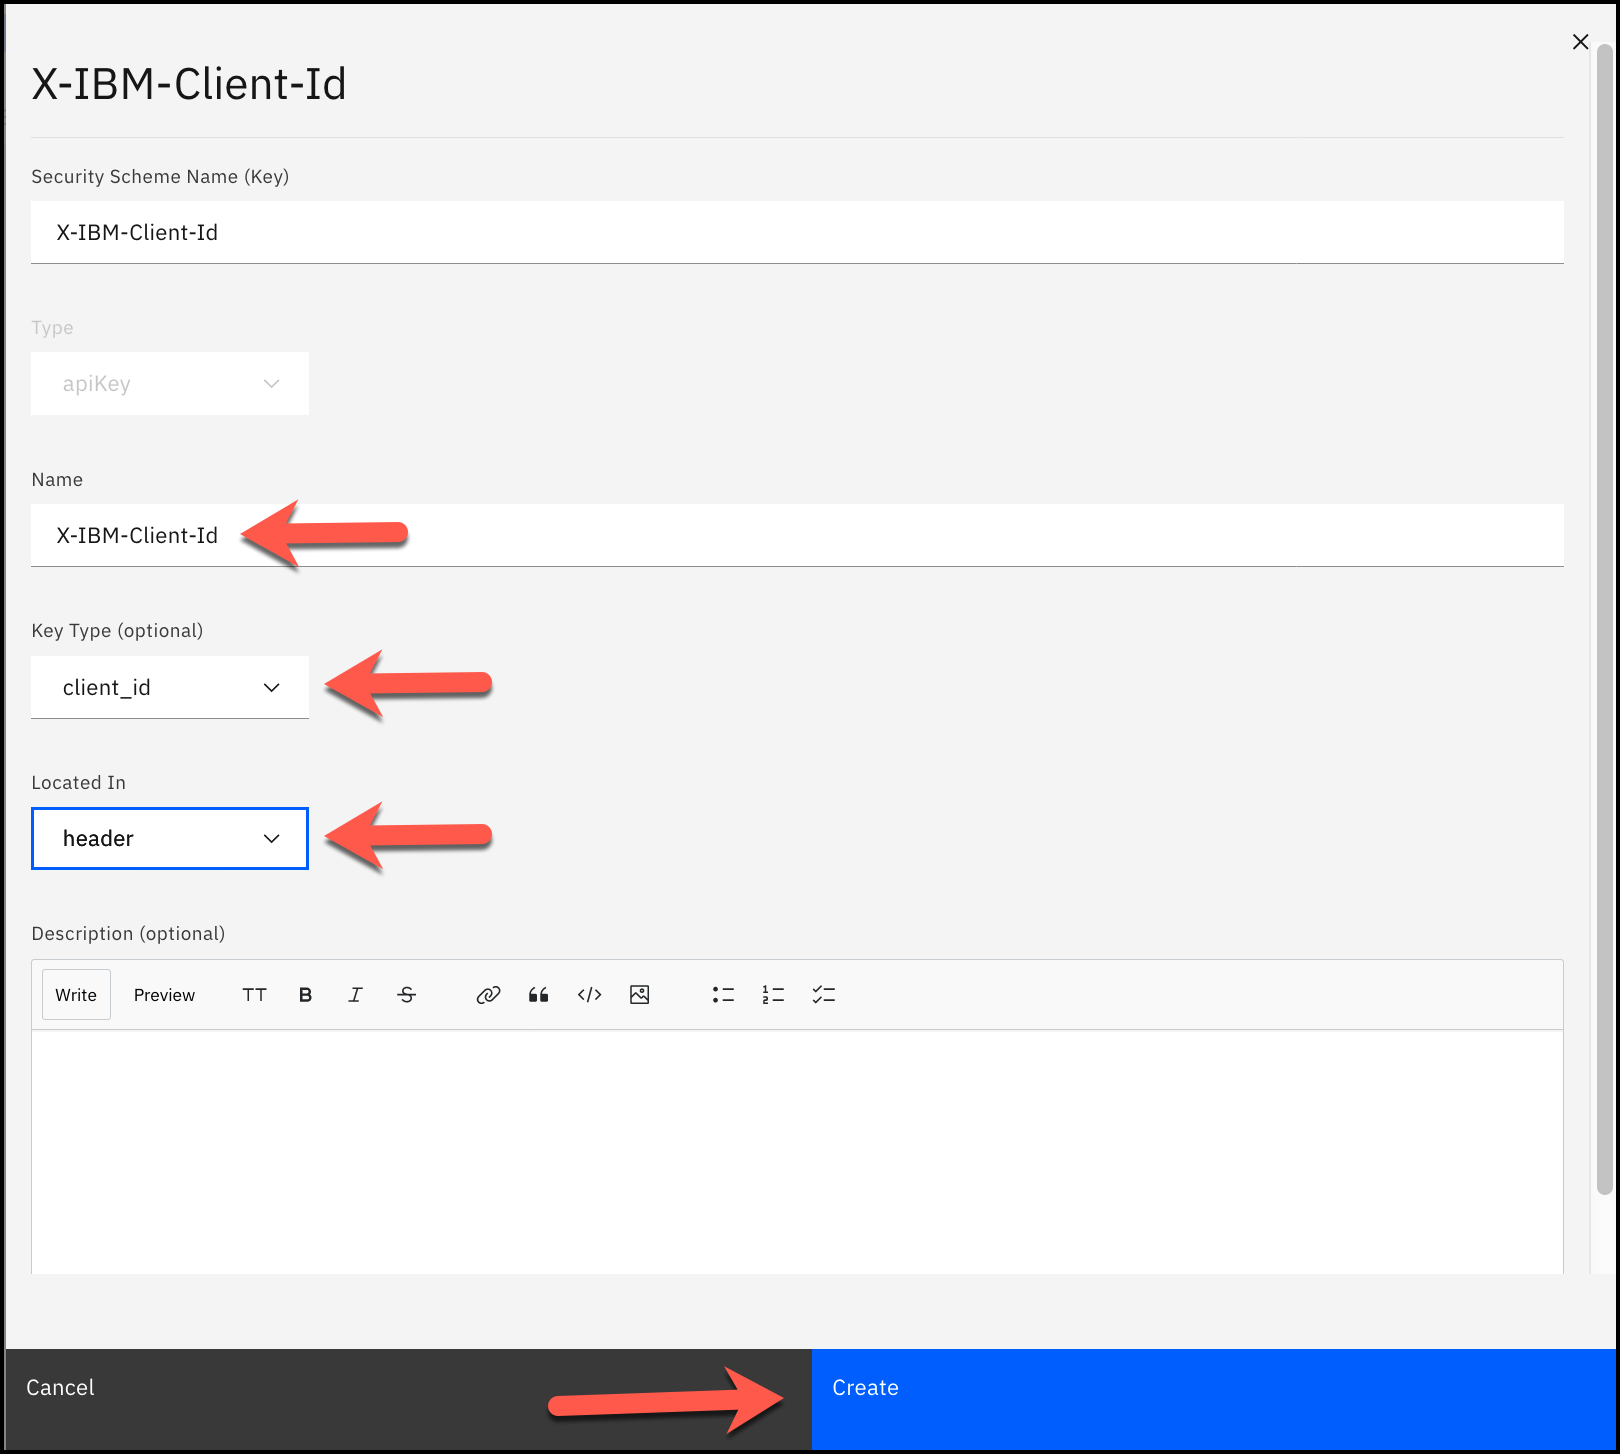 X-IBM-Client-Id
Security Scheme Name (Key)
X-IBM-Client-Id
Type
apiKey
Name
X-IBM-Client-Id
Key Type (optional)
client_id
Located In
header
Description (optional)
Write Preview TT B I S
Cancel Create